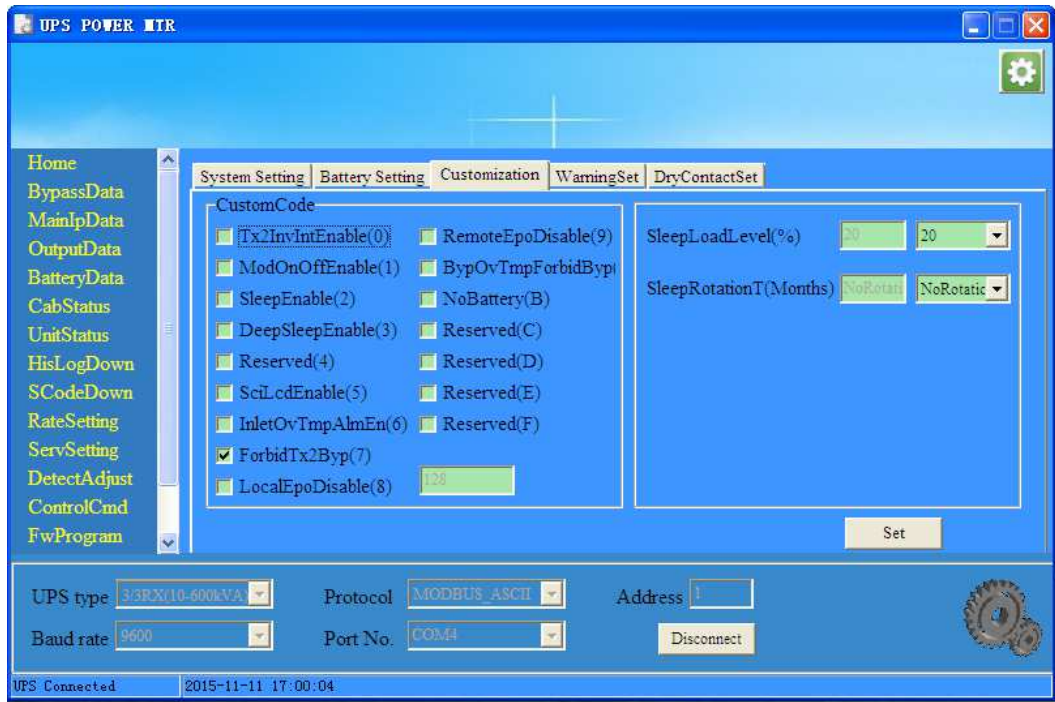 UPS POWER MTR
Home
BypassData
MainIpData
OutputData
BatteryData
CabStatus
UnitStatus
HisLogDown
SCodeDown
RateSetting
ServSetting
DetectAdjust
ControlCmd
FwProgram
System Setting Battery Setting Customization WarningSet DryContactSet
CustomCode
Tx2InvIntEnable(0)
ModOnOffEnable(1)
SleepEnable(2)
DeepSleepEnable(3)
Reserved(4)
SciLcdEnable(5)
InletOvTmpAlmEn(6)
ForbidTx2Byp(7)
LocalEpoDisable(8)
RemoteEpoDisable(9)
BypOvTmpForbidByp(
NoBattery(B)
Reserved(C)
Reserved(D)
Reserved(E)
Reserved(F)
128
SleepLoadLevel(%) 20 20
SleepRotationT(Months) NoRotati NoRotatic
Set
UPS type 3/3RX(10-600kVA) Protocol MODBUS_ASCII Address 1
Baud rate 9600 Port No. COM4 Disconnect
UPS Connected 2015-11-11 17:00:04